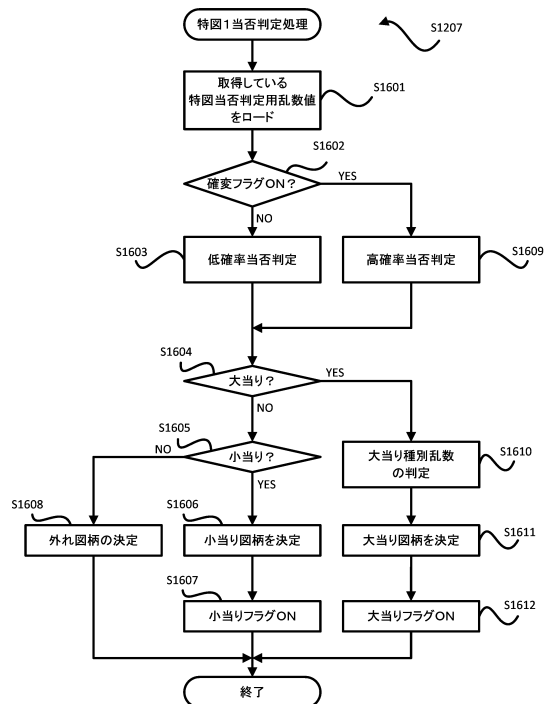 特図1当否判定処理
S1207
取得している
特図当否判定用乱数値
をロード
S1601
S1602
確変フラグON？
YES
NO
S1603
低確率当否判定
高確率当否判定
S1609
S1604
大当り？
YES
NO
S1605
NO
小当り？
YES
大当り種別乱数
の判定
S1610
S1608
外れ図柄の決定
S1606
小当り図柄を決定
大当り図柄を決定
S1611
S1607
小当りフラグON
大当りフラグON
S1612
終了